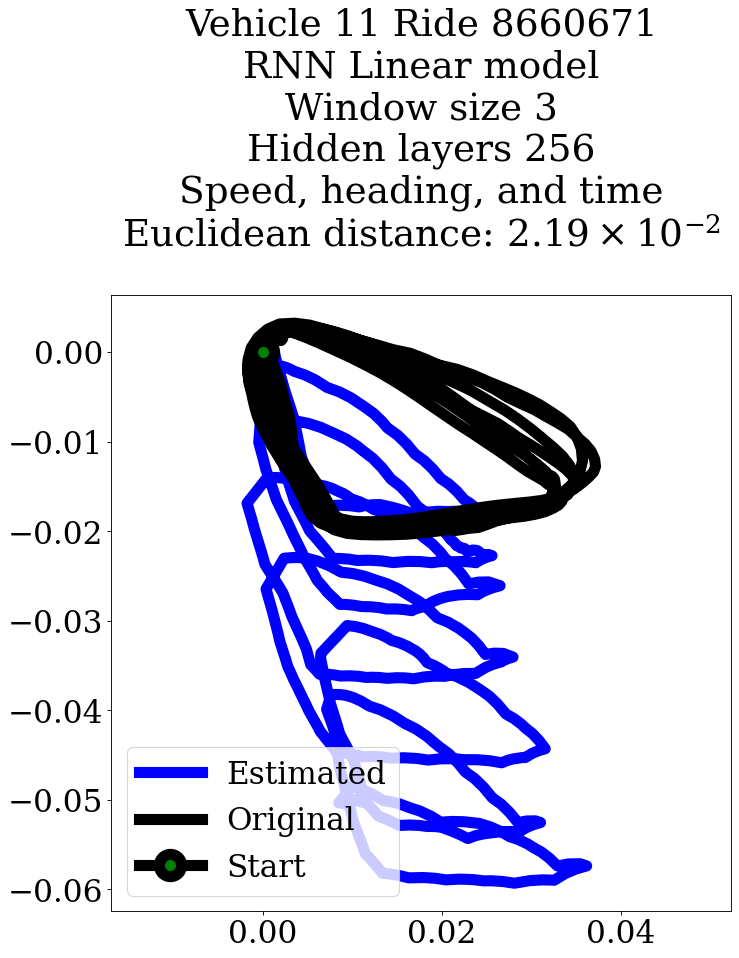 Vehicle 11 Ride 8660671
RNN Linear model
Window size 3
Hidden layers 256
Speed, heading, and time
Euclidean distance: 2.19 × 10⁻²
0.00
−0.01
−0.02
−0.03
−0.04
−0.05
−0.06
Estimated
Original
Start
0.00 0.02 0.04